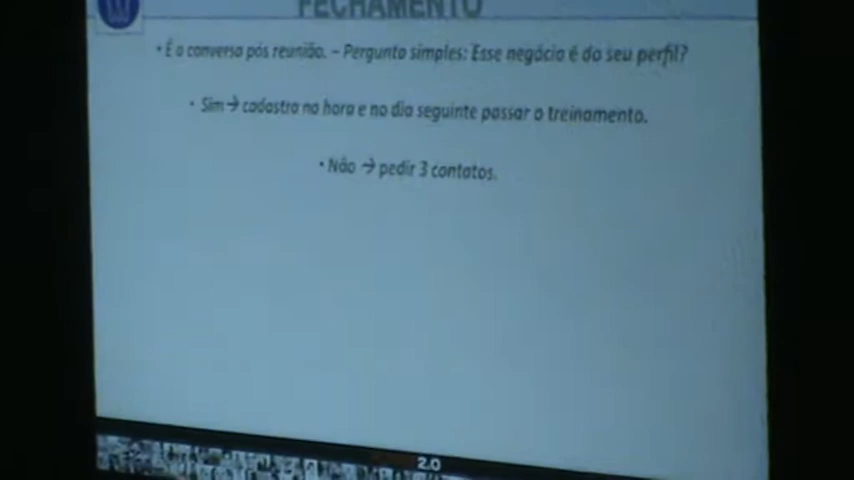 FECHAMENTO
• É a conversa pós reunião. – Pergunta simples: Esse negócio é do seu perfil?
• Sim → cadastra na hora e no dia seguinte passar o treinamento.
• Não → pedir 3 contatos.
2.0